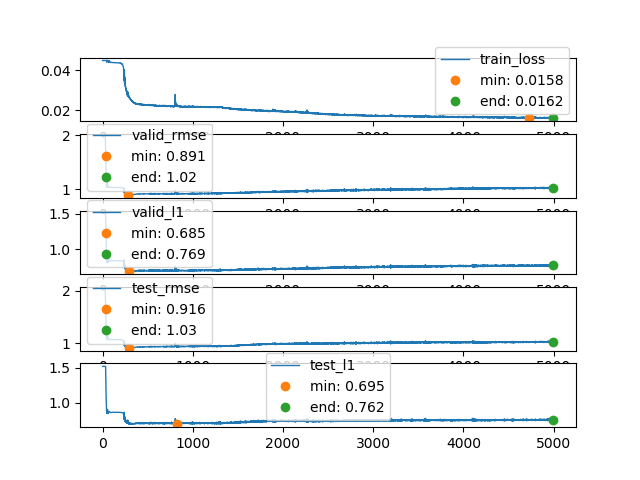 train_loss
min: 0.0158
end: 0.0162
0.04
0.02
0 1000 2000 3000 4000 5000
valid_rmse
min: 0.891
end: 1.02
2
1
valid_l1
min: 0.685
end: 0.769
1.5
1.0
test_rmse
min: 0.916
end: 1.03
2
1
test_l1
min: 0.695
end: 0.762
1.5
1.0
0 1000 2000 3000 4000 5000